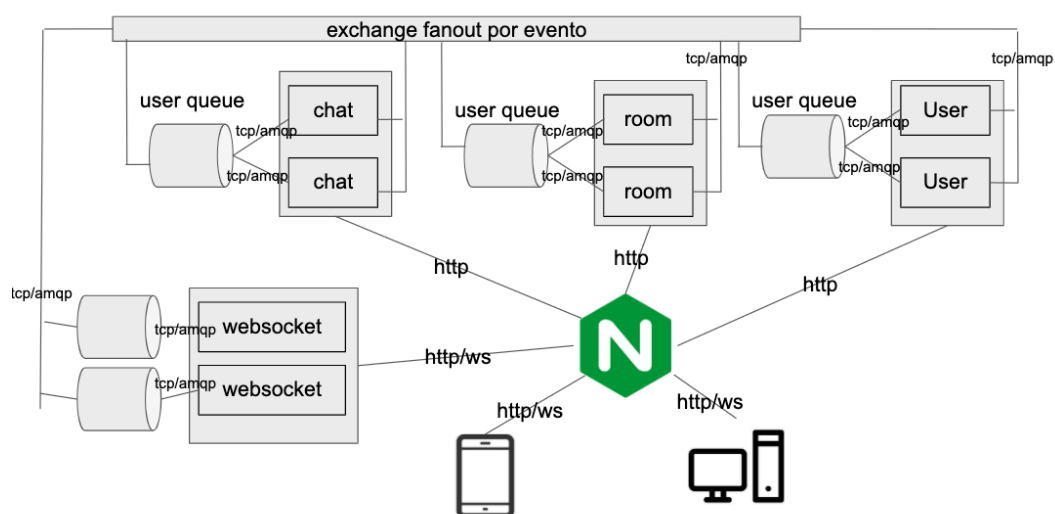 exchange fanout por evento
tcp/amqp
tcp/amqp
user queue
chat
tcp/amqp
chat
tcp/amqp
user queue
room
tcp/amqp
room
tcp/amqp
user queue
User
tcp/amqp
User
tcp/amqp
http
http
http
tcp/amqp
websocket
tcp/amqp
websocket
tcp/amqp
http/ws
N
http/ws
http/ws